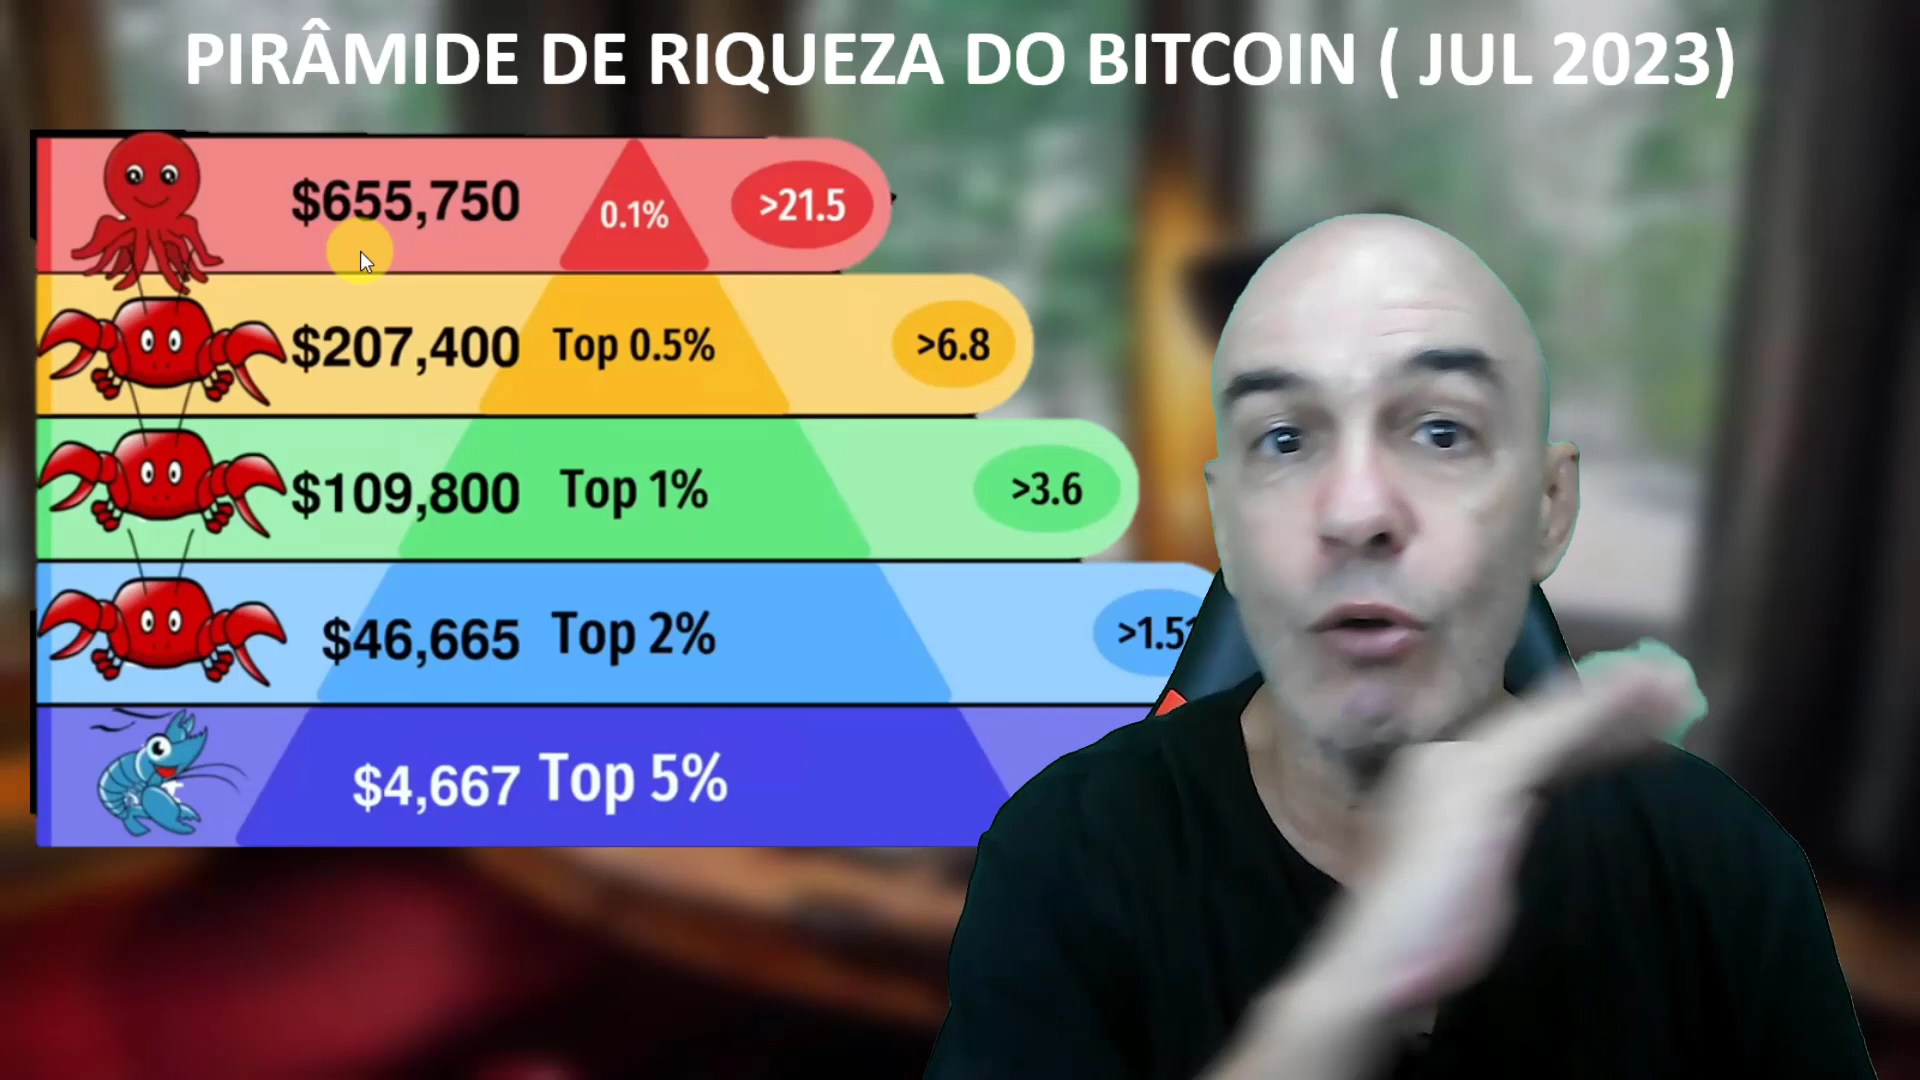 PIRÂMIDE DE RIQUEZA DO BITCOIN ( JUL 2023)
$655,750 0.1% >21.5
$207,400 Top 0.5% >6.8
$109,800 Top 1% >3.6
$46,665 Top 2%
$4,667 Top 5%